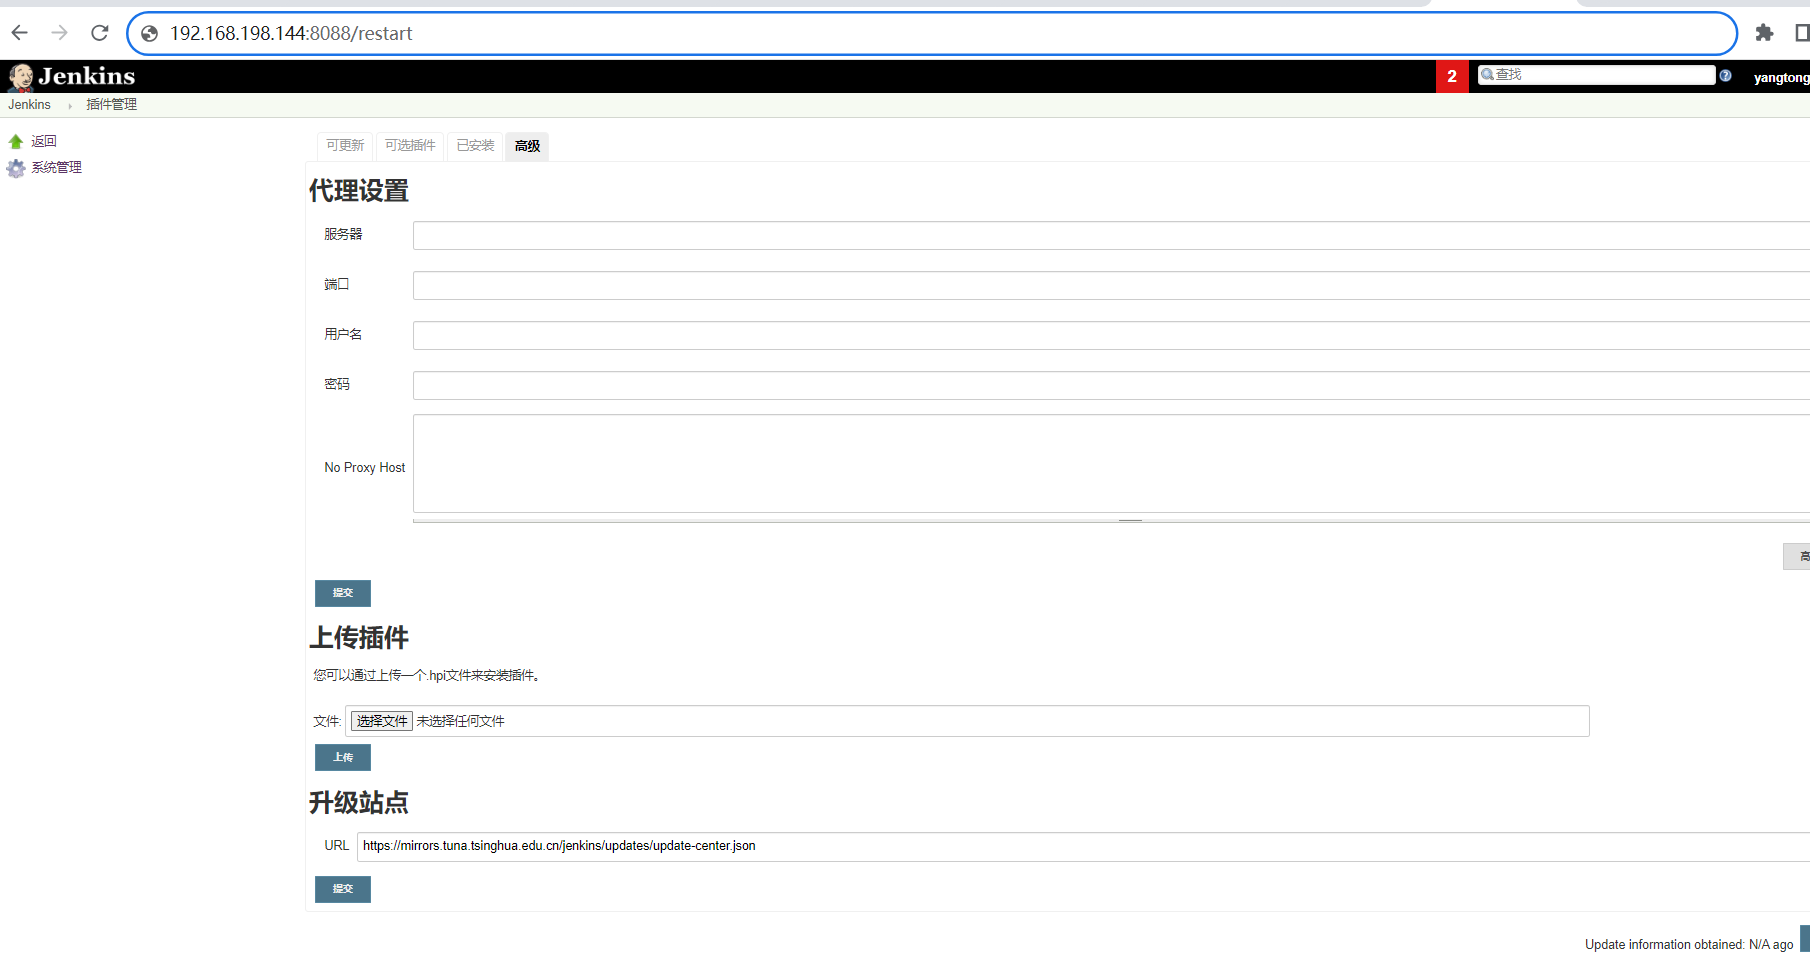 192.168.198.144:8088/restart
Jenkins
2
查找
yangtong
Jenkins
插件管理
返回
系统管理
可更新
可选插件
已安装
高级
代理设置
服务器
端口
用户名
密码
No Proxy Host
高
提交
上传插件
您可以通过上传一个.hpi文件来安装插件。
文件: 选择文件 未选择任何文件
上传
升级站点
URL https://mirrors.tuna.tsinghua.edu.cn/jenkins/updates/update-center.json
提交
Update information obtained: N/A ago